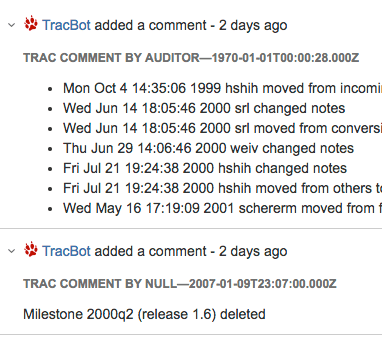 TracBot added a comment - 2 days ago
TRAC COMMENT BY AUDITOR—1970-01-01T00:00:28.000Z
• Mon Oct 4 14:35:06 1999 hshih moved from incomi
• Wed Jun 14 18:05:46 2000 srl changed notes
• Wed Jun 14 18:05:46 2000 srl moved from conversi
• Thu Jun 29 14:06:46 2000 weiv changed notes
• Fri Jul 21 19:24:38 2000 hshih changed notes
• Fri Jul 21 19:24:38 2000 hshih moved from others to
• Wed May 16 17:19:09 2001 schererm moved from f
TracBot added a comment - 2 days ago
TRAC COMMENT BY NULL—2007-01-09T23:07:00.000Z
Milestone 2000q2 (release 1.6) deleted